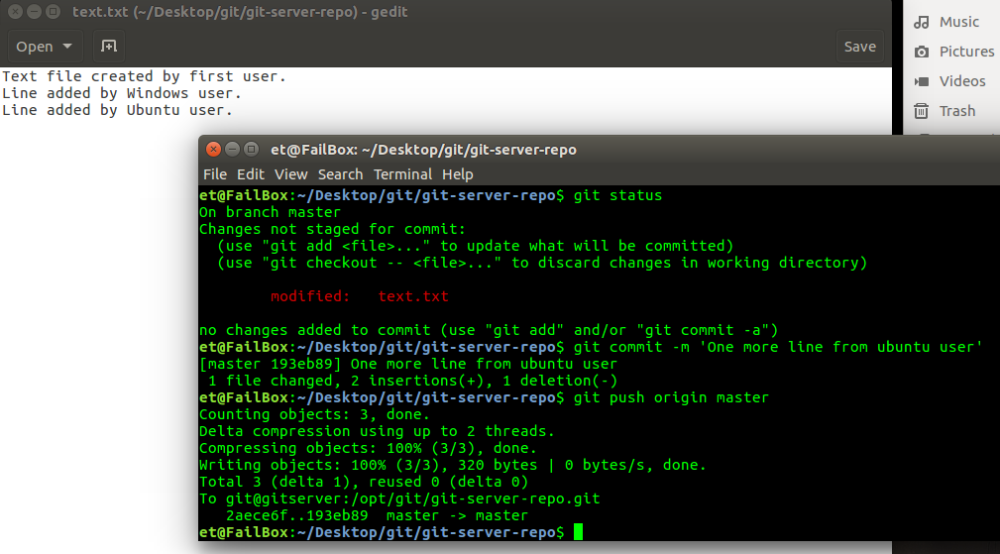 text.txt (~/Desktop/git/git-server-repo) - gedit
Open
Save
Text file created by first user.
Line added by Windows user.
Line added by Ubuntu user.
Music
Pictures
Videos
Trash
et@FailBox: ~/Desktop/git/git-server-repo
File Edit View Search Terminal Help
et@FailBox:~/Desktop/git/git-server-repo$ git status
On branch master
Changes not staged for commit:
  (use "git add <file>..." to update what will be committed)
  (use "git checkout -- <file>..." to discard changes in working directory)
        modified:   text.txt
no changes added to commit (use "git add" and/or "git commit -a")
et@FailBox:~/Desktop/git/git-server-repo$ git commit -m 'One more line from ubuntu user'
[master 193eb89] One more line from ubuntu user
 1 file changed, 2 insertions(+), 1 deletion(-)
et@FailBox:~/Desktop/git/git-server-repo$ git push origin master
Counting objects: 3, done.
Delta compression using up to 2 threads.
Compressing objects: 100% (3/3), done.
Writing objects: 100% (3/3), 320 bytes | 0 bytes/s, done.
Total 3 (delta 1), reused 0 (delta 0)
To git@gitserver:/opt/git/git-server-repo.git
   2aece6f..193eb89  master -> master
et@FailBox:~/Desktop/git/git-server-repo$